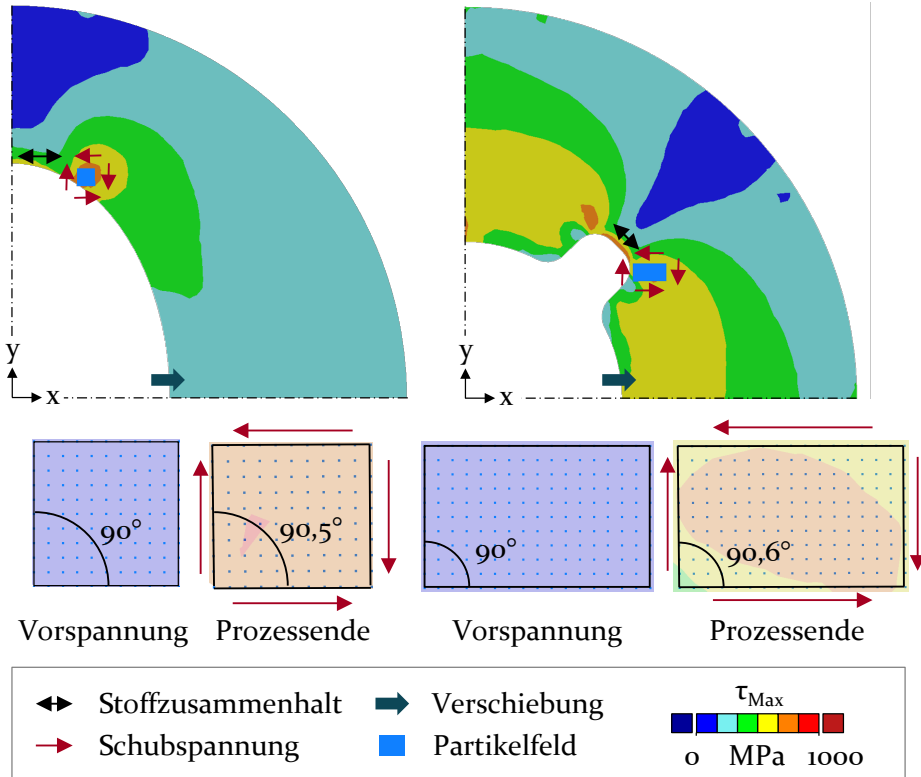 y
x
y
x
90°
90,5°
90°
90,6°
Vorspannung
Prozessende
Vorspannung
Prozessende
Stoffzusammenhalt
Verschiebung
τMax
Schubspannung
Partikelfeld
0 MPa 1000